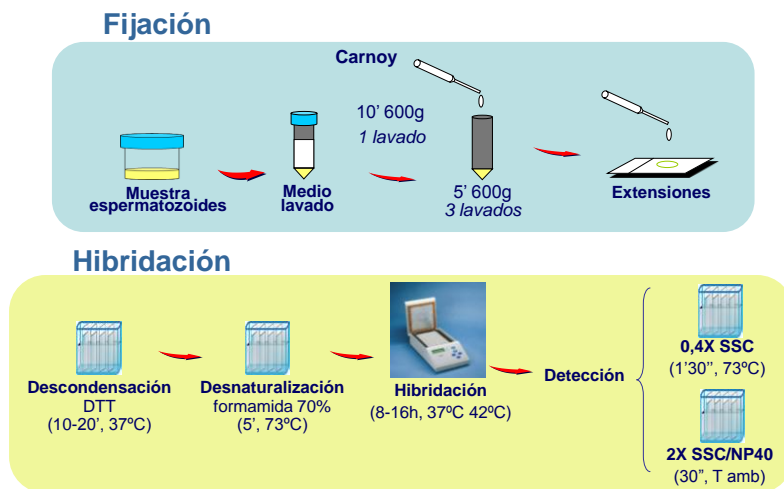 Fijación
Carnoy
10’ 600g
1 lavado
Muestra
espermatozoides
Medio
lavado
5’ 600g
3 lavados
Extensiones
Hibridación
Descondensación
DTT
(10-20’, 37ºC)
Desnaturalización
formamida 70%
(5’, 73ºC)
Hibridación
(8-16h, 37ºC 42ºC)
Detección
0,4X SSC
(1’30’’, 73ºC)
2X SSC/NP40
(30”, T amb)